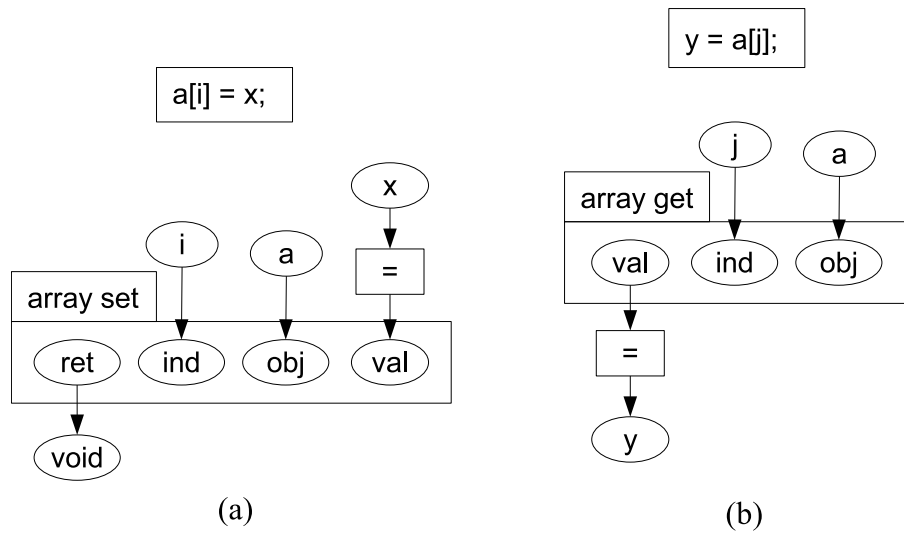 a[i] = x;
x
i
a
=
array set
ret
ind
obj
val
void
(a)
y = a[j];
j
a
array get
val
ind
obj
=
y
(b)